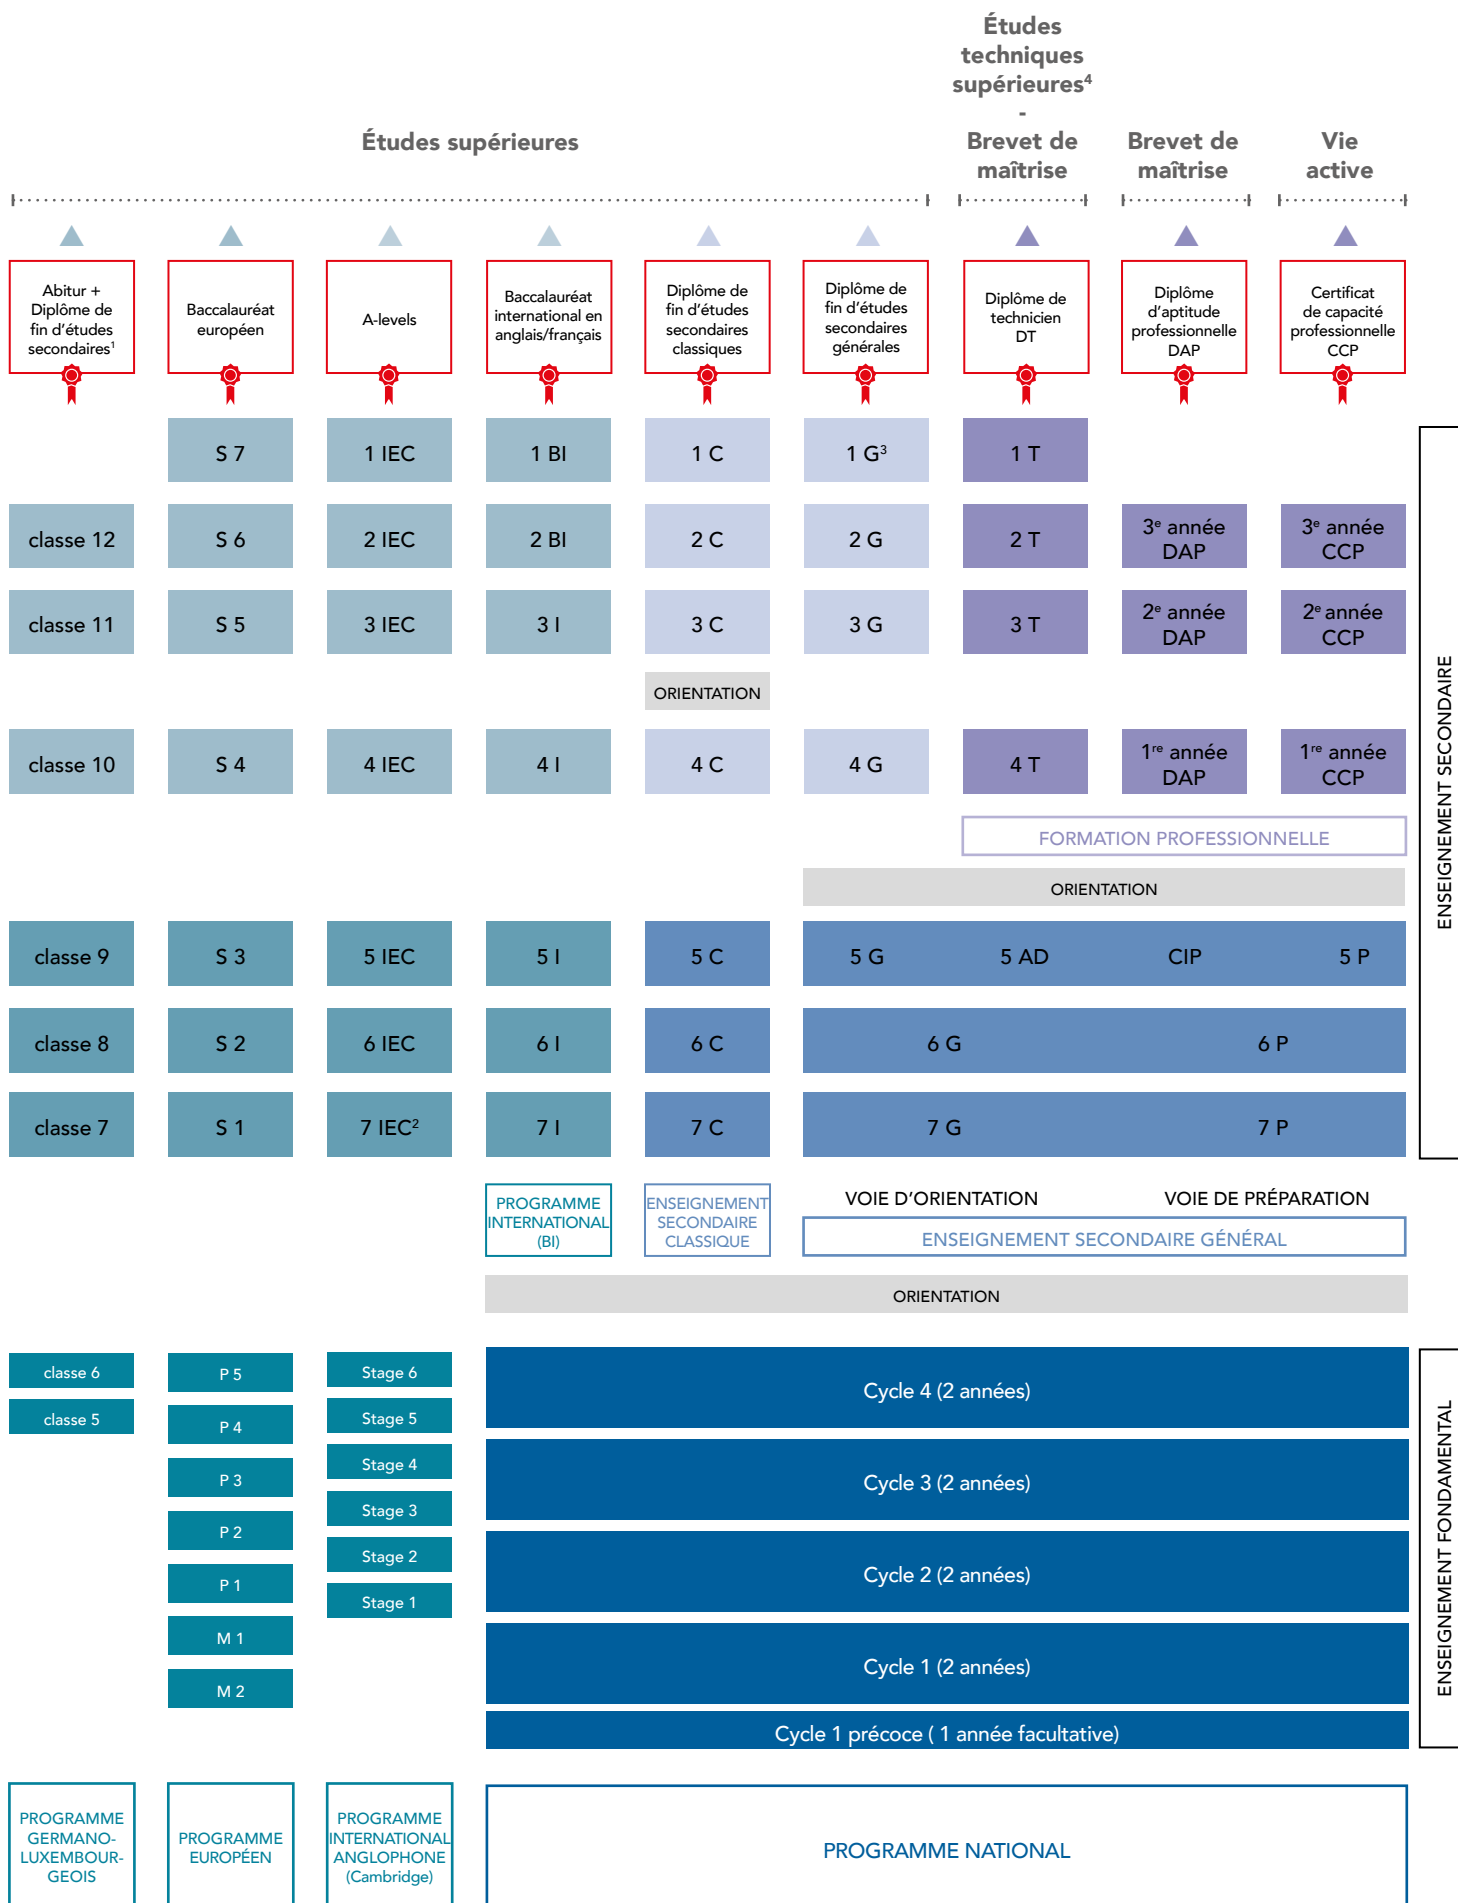 Études
techniques
supérieures4
-
Études supérieures
Brevet de
maîtrise
Brevet de
maîtrise
Vie
active
Abitur +
Diplôme de
fin d'études
secondaires1
Baccalauréat
européen
A-levels
Baccalauréat
international en
anglais/français
Diplôme de
fin d'études
secondaires
classiques
Diplôme de
fin d'études
secondaires
générales
Diplôme de
technicien
DT
Diplôme
d'aptitude
professionnelle
DAP
Certificat
de capacité
professionnelle
CCP
S 7
1 IEC
1 BI
1 C
1 G3
1 T
classe 12
S 6
2 IEC
2 BI
2 C
2 G
2 T
3e année
DAP
3e année
CCP
classe 11
S 5
3 IEC
3 I
3 C
3 G
3 T
2e année
DAP
2e année
CCP
ORIENTATION
classe 10
S 4
4 IEC
4 I
4 C
4 G
4 T
1re année
DAP
1re année
CCP
FORMATION PROFESSIONNELLE
ORIENTATION
classe 9
S 3
5 IEC
5 I
5 C
5 G
5 AD
CIP
5 P
classe 8
S 2
6 IEC
6 I
6 C
6 G
6 P
classe 7
S 1
7 IEC2
7 I
7 C
7 G
7 P
ENSEIGNEMENT SECONDAIRE
PROGRAMME
INTERNATIONAL
(BI)
ENSEIGNEMENT
SECONDAIRE
CLASSIQUE
VOIE D'ORIENTATION
VOIE DE PRÉPARATION
ENSEIGNEMENT SECONDAIRE GÉNÉRAL
ORIENTATION
classe 6
classe 5
P 5
P 4
P 3
P 2
P 1
M 1
M 2
Stage 6
Stage 5
Stage 4
Stage 3
Stage 2
Stage 1
Cycle 4 (2 années)
Cycle 3 (2 années)
Cycle 2 (2 années)
Cycle 1 (2 années)
Cycle 1 précoce ( 1 année facultative)
ENSEIGNEMENT FONDAMENTAL
PROGRAMME
GERMANO-
LUXEMBOUR-
GEOIS
PROGRAMME
EUROPÉEN
PROGRAMME
INTERNATIONAL
ANGLOPHONE
(Cambridge)
PROGRAMME NATIONAL